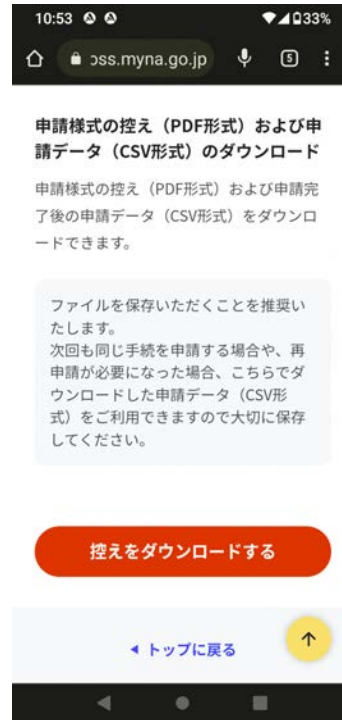 10:53 33%
oss.myna.go.jp 5
申請様式の控え（PDF形式）および申
請データ（CSV形式）のダウンロード
申請様式の控え（PDF形式）および申請完
了後の申請データ（CSV形式）をダウンロ
ードできます。
ファイルを保存いただくことを推奨い
たします。
次回も同じ手続を申請する場合や、再
申請が必要になった場合、こちらでダ
ウンロードした申請データ（CSV形
式）をご利用できますので大切に保存
してください。
控えをダウンロードする
トップに戻る